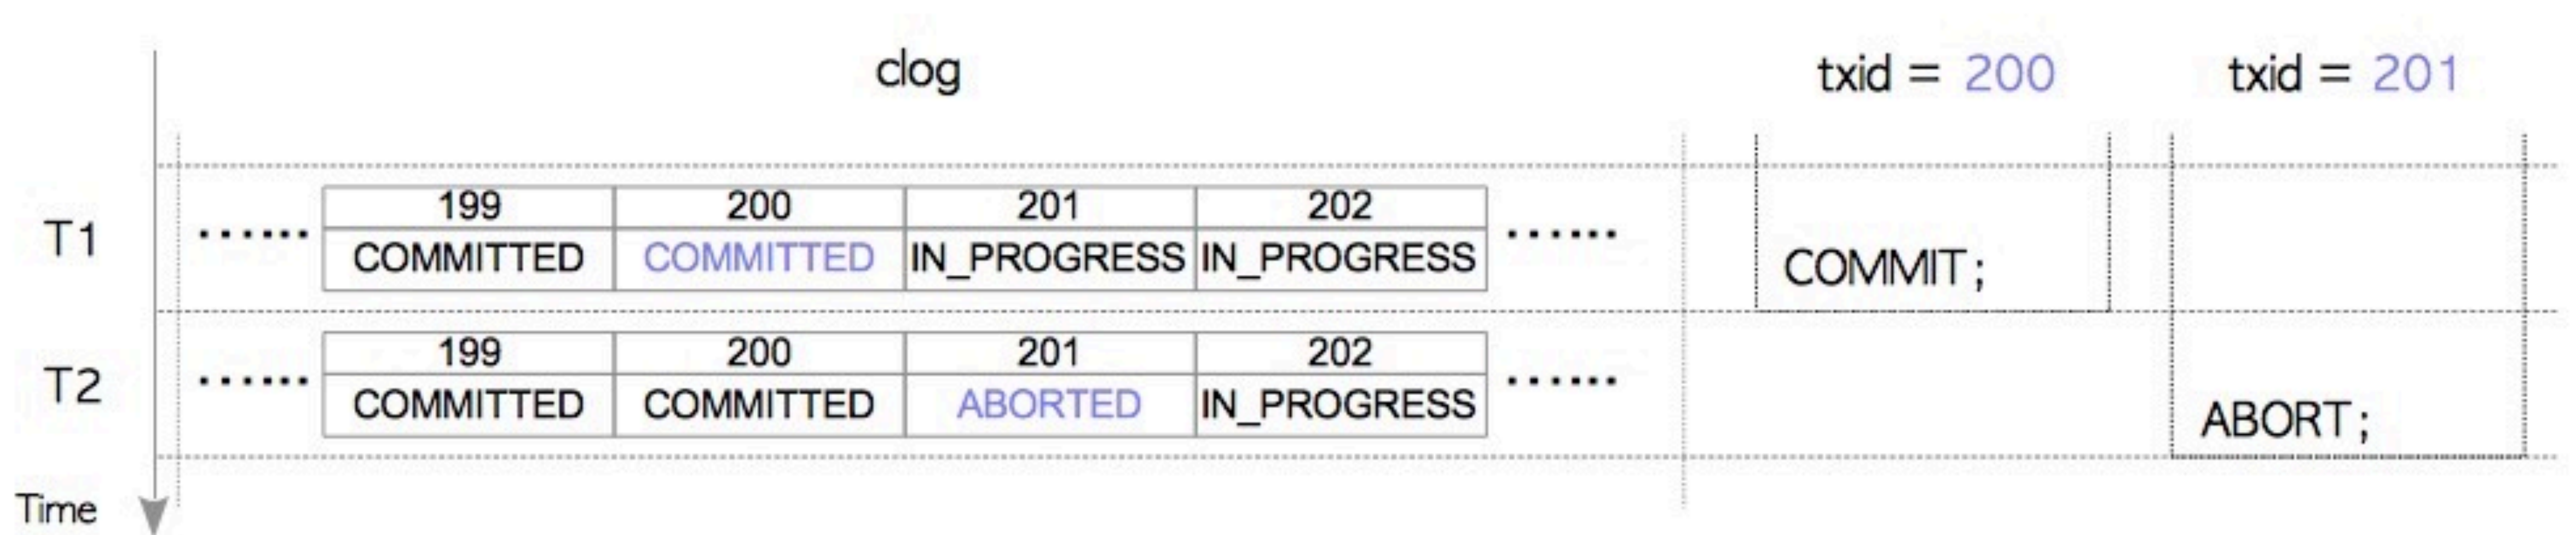 clog txid = 200 txid = 201
199 200 201 202
T1 ...... COMMITTED COMMITTED IN_PROGRESS IN_PROGRESS ...... COMMIT;
199 200 201 202
T2 ...... COMMITTED COMMITTED ABORTED IN_PROGRESS ...... ABORT;
Time